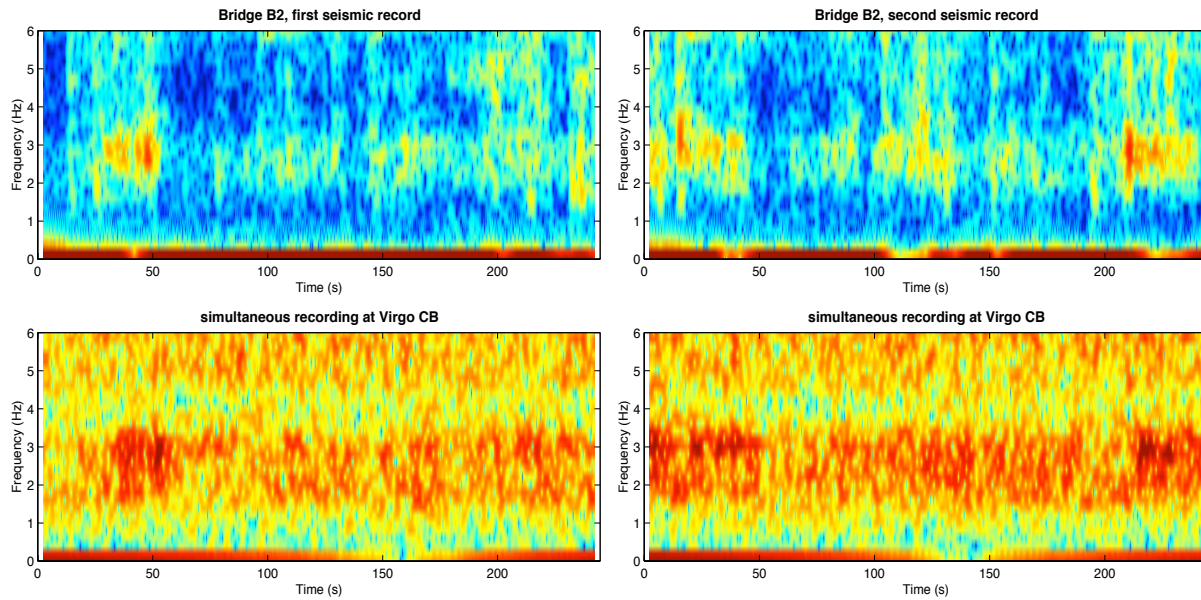 Bridge B2, first seismic record
6
5
4
3
2
1
0
Frequency (Hz)
0 50 100 150 200
Time (s)
Bridge B2, second seismic record
6
5
4
3
2
1
0
Frequency (Hz)
0 50 100 150 200
Time (s)
simultaneous recording at Virgo CB
6
5
4
3
2
1
0
Frequency (Hz)
0 50 100 150 200
Time (s)
simultaneous recording at Virgo CB
6
5
4
3
2
1
0
Frequency (Hz)
0 50 100 150 200
Time (s)